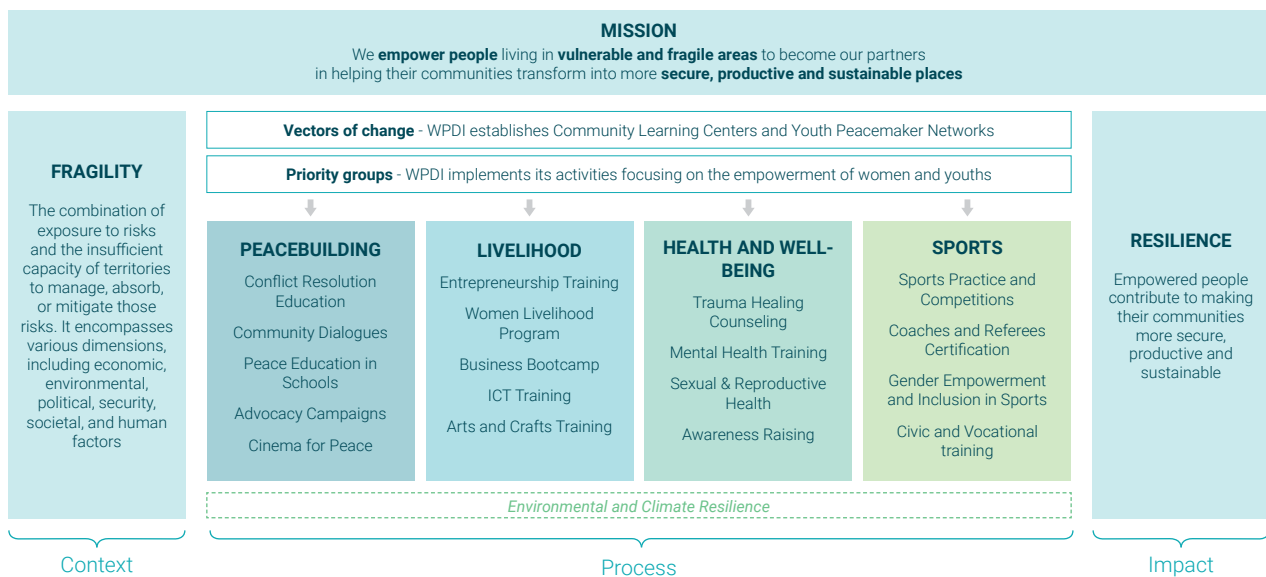 MISSION
We empower people living in vulnerable and fragile areas to become our partners
in helping their communities transform into more secure, productive and sustainable places
FRAGILITY
The combination of
exposure to risks
and the insufficient
capacity of territories
to manage, absorb,
or mitigate those
risks. It encompasses
various dimensions,
including economic,
environmental,
political, security,
societal, and human
factors
Vectors of change - WPDI establishes Community Learning Centers and Youth Peacemaker Networks
Priority groups - WPDI implements its activities focusing on the empowerment of women and youths
PEACEBUILDING
Conflict Resolution
Education
Community Dialogues
Peace Education in
Schools
Advocacy Campaigns
Cinema for Peace
LIVELIHOOD
Entrepreneurship Training
Women Livelihood
Program
Business Bootcamp
ICT Training
Arts and Crafts Training
HEALTH AND WELL-
BEING
Trauma Healing
Counseling
Mental Health Training
Sexual & Reproductive
Health
Awareness Raising
SPORTS
Sports Practice and
Competitions
Coaches and Referees
Certification
Gender Empowerment
and Inclusion in Sports
Civic and Vocational
training
Environmental and Climate Resilience
RESILIENCE
Empowered people
contribute to making
their communities
more secure,
productive and
sustainable
Context
Process
Impact